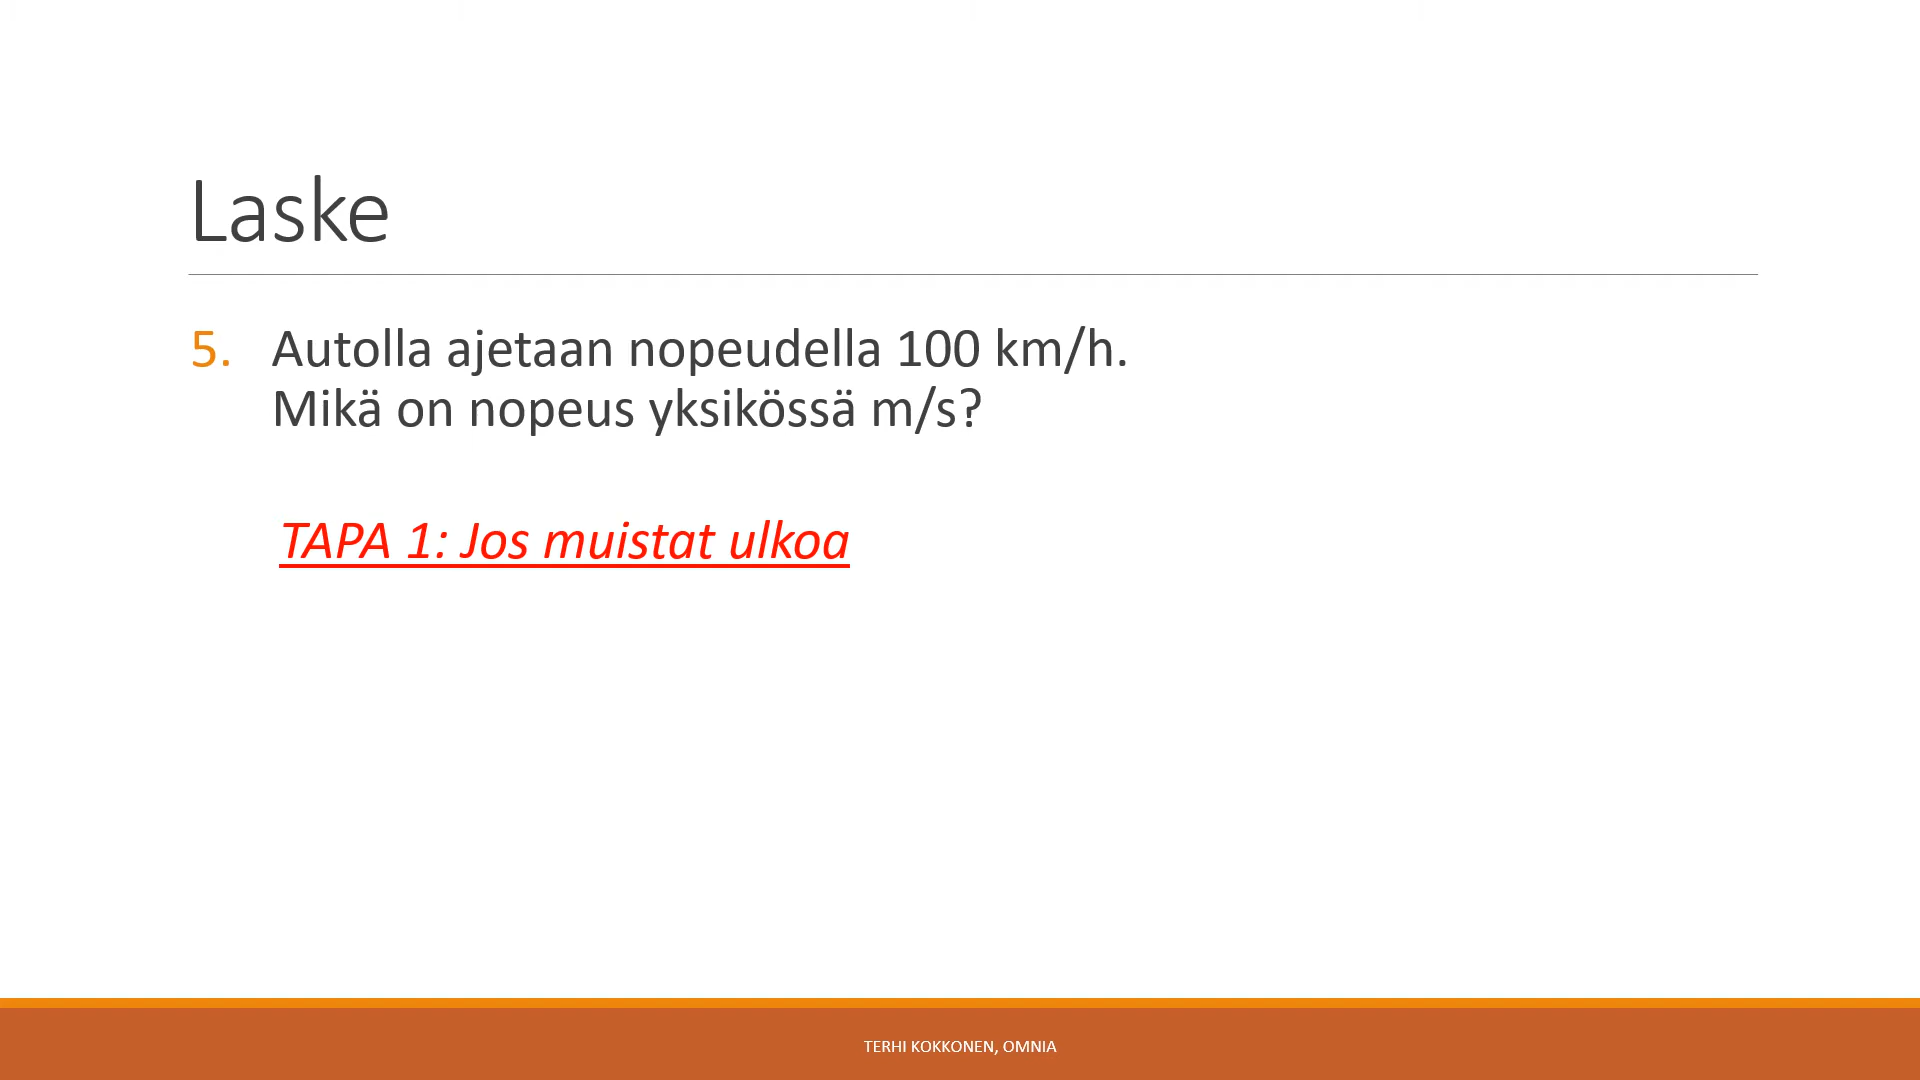 Laske
5. Autolla ajetaan nopeudella 100 km/h.
Mikä on nopeus yksikössä m/s?
TAPA 1: Jos muistat ulkoa
TERHI KOKKONEN, OMNIA